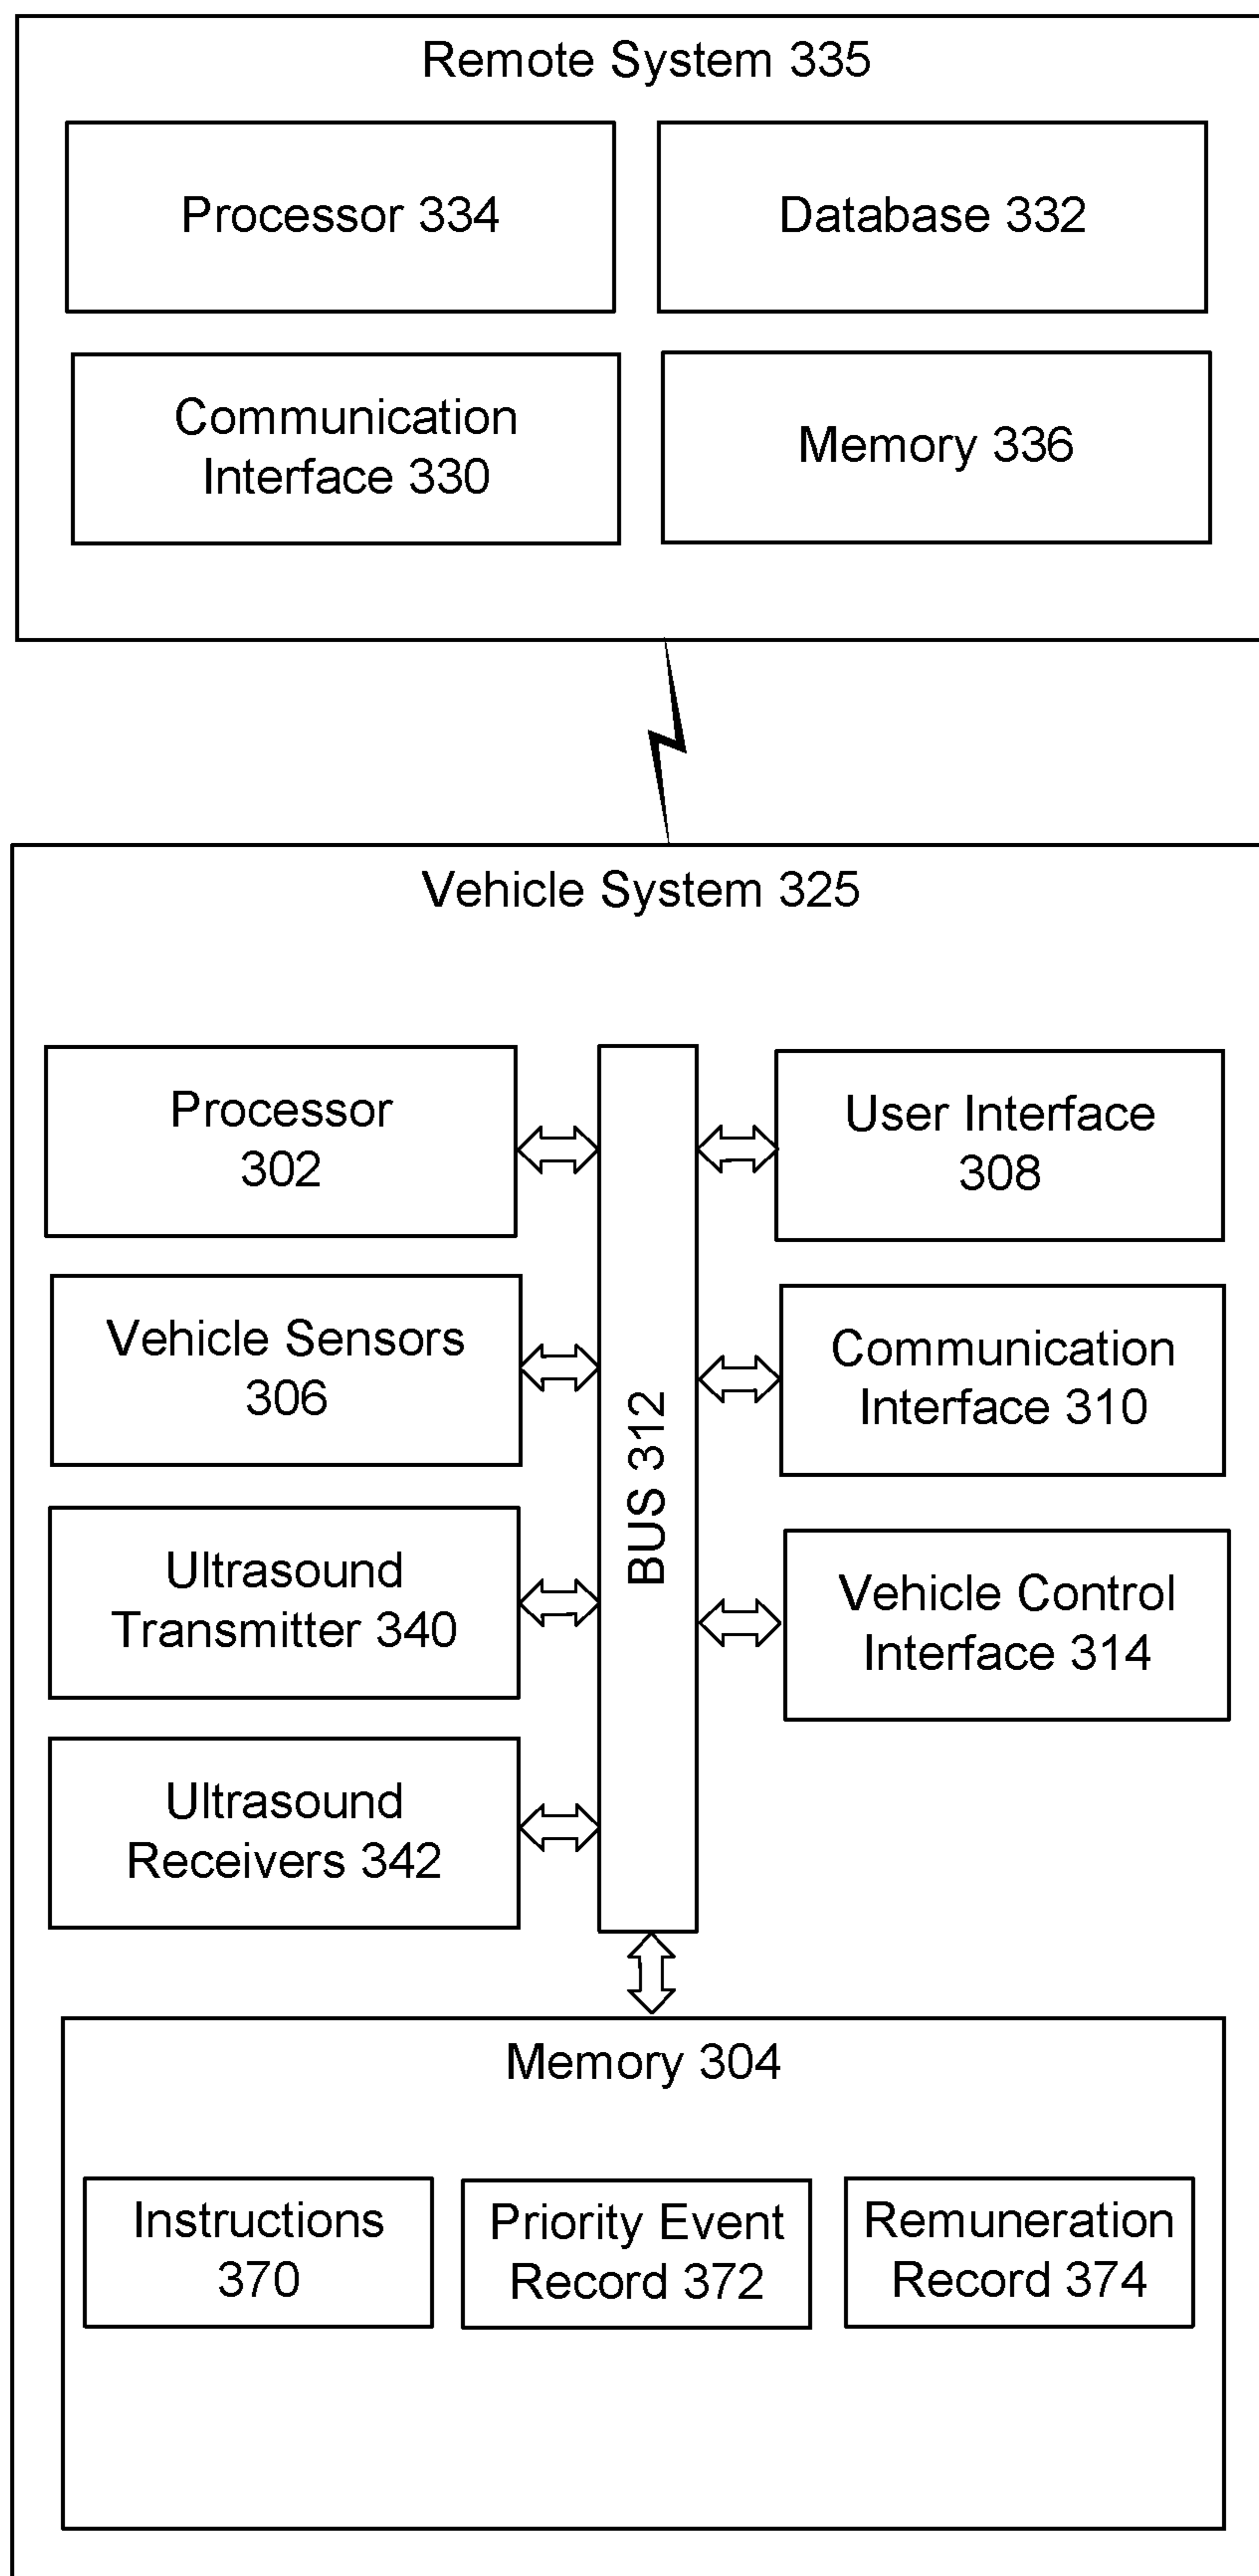 Remote System 335
Processor 334
Database 332
Communication
Interface 330
Memory 336
Vehicle System 325
Processor
302
User Interface
308
Vehicle Sensors
306
Communication
Interface 310
BUS 312
Ultrasound
Transmitter 340
Vehicle Control
Interface 314
Ultrasound
Receivers 342
Memory 304
Instructions
370
Priority Event
Record 372
Remuneration
Record 374